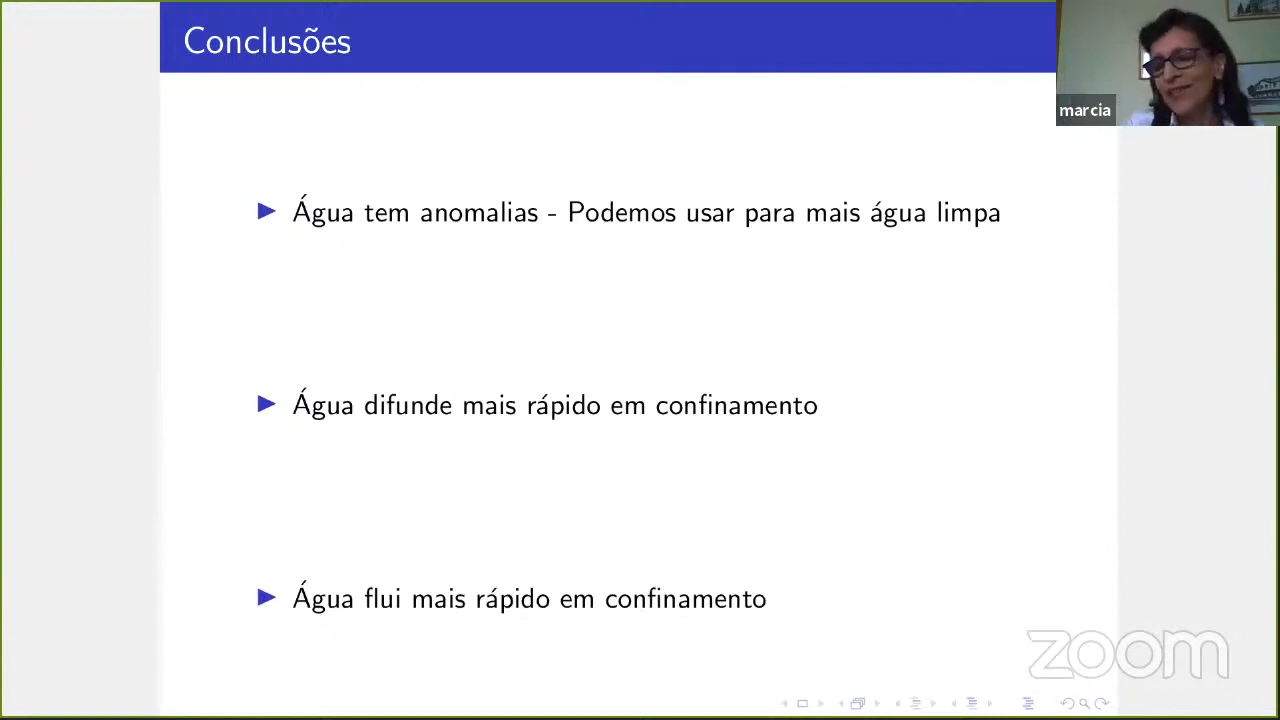 Conclusões
marcia
Água tem anomalias - Podemos usar para mais água limpa
Água difunde mais rápido em confinamento
Água flui mais rápido em confinamento
zoom